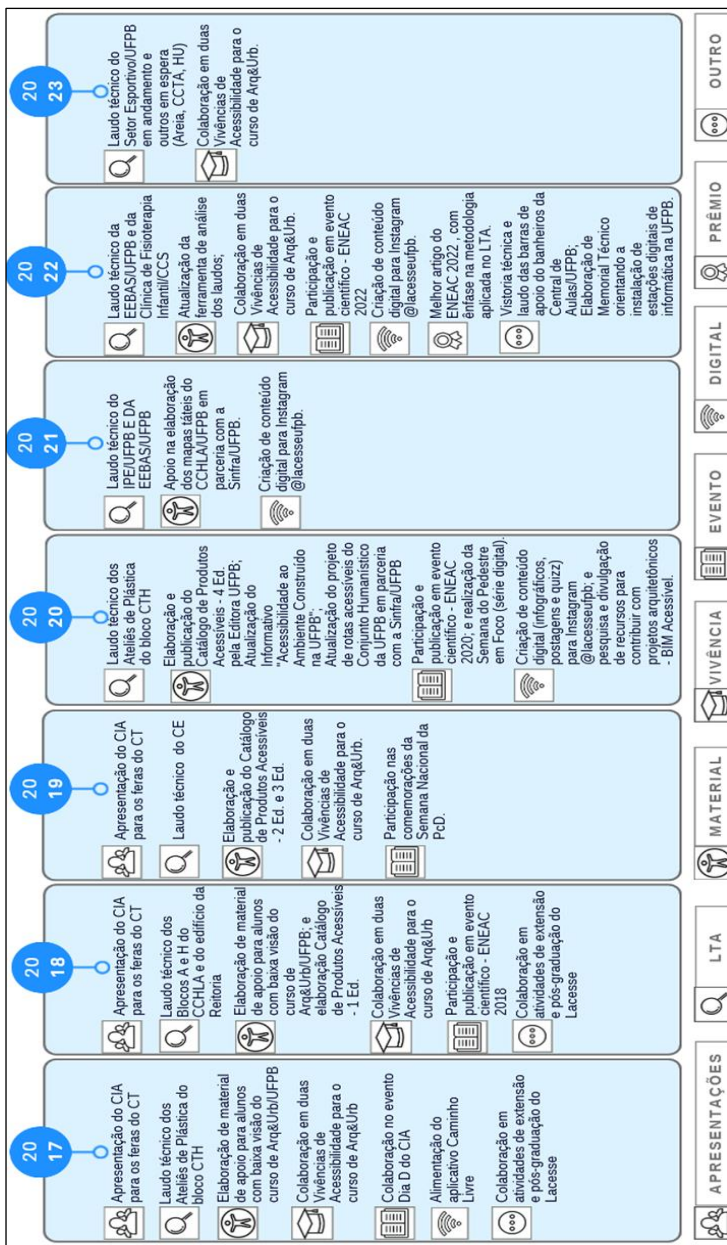 20
17
Apresentação do CIA
para os feras do CT
Laudo técnico dos
Ateliês de Plástica do
bloco CTH
Elaboração de material
de apoio para alunos
com baixa visão do
curso de Arq&Urb/UFPB
Colaboração em duas
Vivências de
Acessibilidade para o
curso de Arq&Urb
Colaboração no evento
Dia D do CIA
Alimentação do
aplicativo Caminho
Livre
Colaboração em
atividades de extensão
e pós-graduação do
Lacesse
20
18
Apresentação do CIA
para os feras do CT
Laudo técnico dos
Blocos A e H do
CCHLA e do edifício da
Reitoria
Elaboração de material
de apoio para alunos
com baixa visão do
curso de
Arq&Urb/UFPB; e
elaboração Catálogo
de Produtos Acessíveis
- 1 Ed.
Colaboração em duas
Vivências de
Acessibilidade para o
curso de Arq&Urb
Participação e
publicação em evento
científico - ENEAC
2018
Colaboração em
atividades de extensão
e pós-graduação do
Lacesse
20
19
Apresentação do CIA
para os feras do CT
Laudo técnico do CE
Elaboração e
publicação do Catálogo
de Produtos Acessíveis
- 2 Ed. e 3 Ed.
Colaboração em duas
Vivências de
Acessibilidade para o
curso de Arq&Urb.
Participação nas
comemorações da
Semana Nacional da
PcD.
20
20
Laudo técnico dos
Ateliês de Plástica
do bloco CTH
Elaboração e
publicação do
Catálogo de Produtos
Acessíveis - 4 Ed.
pela Editora UFPB;
Atualização do
Informativo
"Acessibilidade ao
Ambiente Construído
na UFPB";
Atualização do projeto
de rotas acessíveis do
Conjunto Humanístico
da UFPB em parceria
com a Sinfra/UFPB
Participação e
publicação em evento
científico - ENEAC
2020; e realização da
Semana do Pedestre
em Foco (série digital).
Criação de conteúdo
digital (infográficos,
postagens e quizz)
para Instagram
@lacesseufpb; e
pesquisa e divulgação
de recursos para
contribuir com
projetos arquitetônicos
- BIM Acessível.
20
21
Laudo técnico do
IPE/UFPB E DA
EEBAS/UFPB
Apoio na elaboração
dos mapas táteis do
CCHLA/UFPB em
parceria com a
Sinfra/UFPB.
Criação de conteúdo
digital para Instagram
@lacesseufpb.
20
22
Laudo técnico da
EEBAS/UFPB e da
Clínica de Fisioterapia
Infantil/CCS
Atualização da
ferramenta de análise
dos laudos;
Colaboração em duas
Vivências de
Acessibilidade para o
curso de Arq&Urb.
Participação e
publicação em evento
científico - ENEAC
2022
Criação de conteúdo
digital para Instagram
@lacesseufpb.
Melhor artigo do
ENEAC 2022 , com
ênfase na metodologia
aplicada no LTA.
Vistoria técnica e
laudo das barras de
apoio do banheiros da
Central de
Aulas/UFPB;
Elaboração de
Memorial Técnico
orientando a
instalação de
estações digitais de
informática na UFPB.
20
23
Laudo técnico do
Setor Esportivo/UFPB
em andamento e
outros em espera
(Areia, CCTA, HU)
Colaboração em duas
Vivências de
Acessibilidade para o
curso de Arq&Urb.
APRESENTAÇÕES
LTA
MATERIAL
VIVÊNCIA
EVENTO
DIGITAL
PRÊMIO
OUTRO